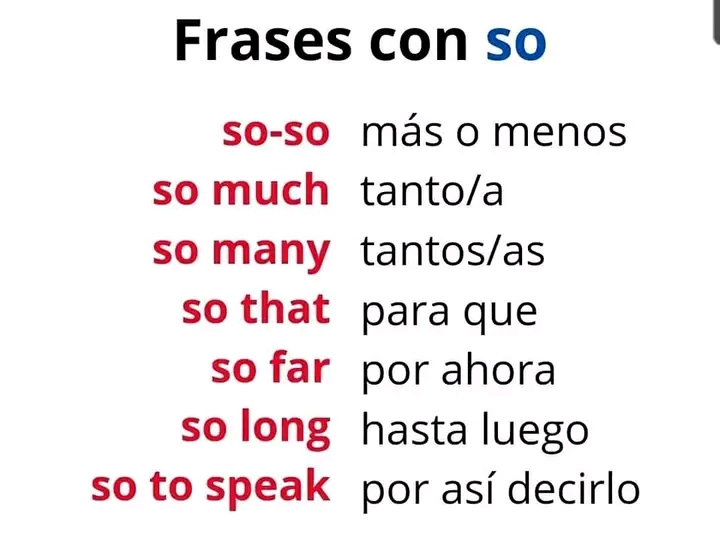 Frases con so
so-so más o menos
so much tanto/a
so many tantos/as
so that para que
so far por ahora
so long hasta luego
so to speak por así decirlo